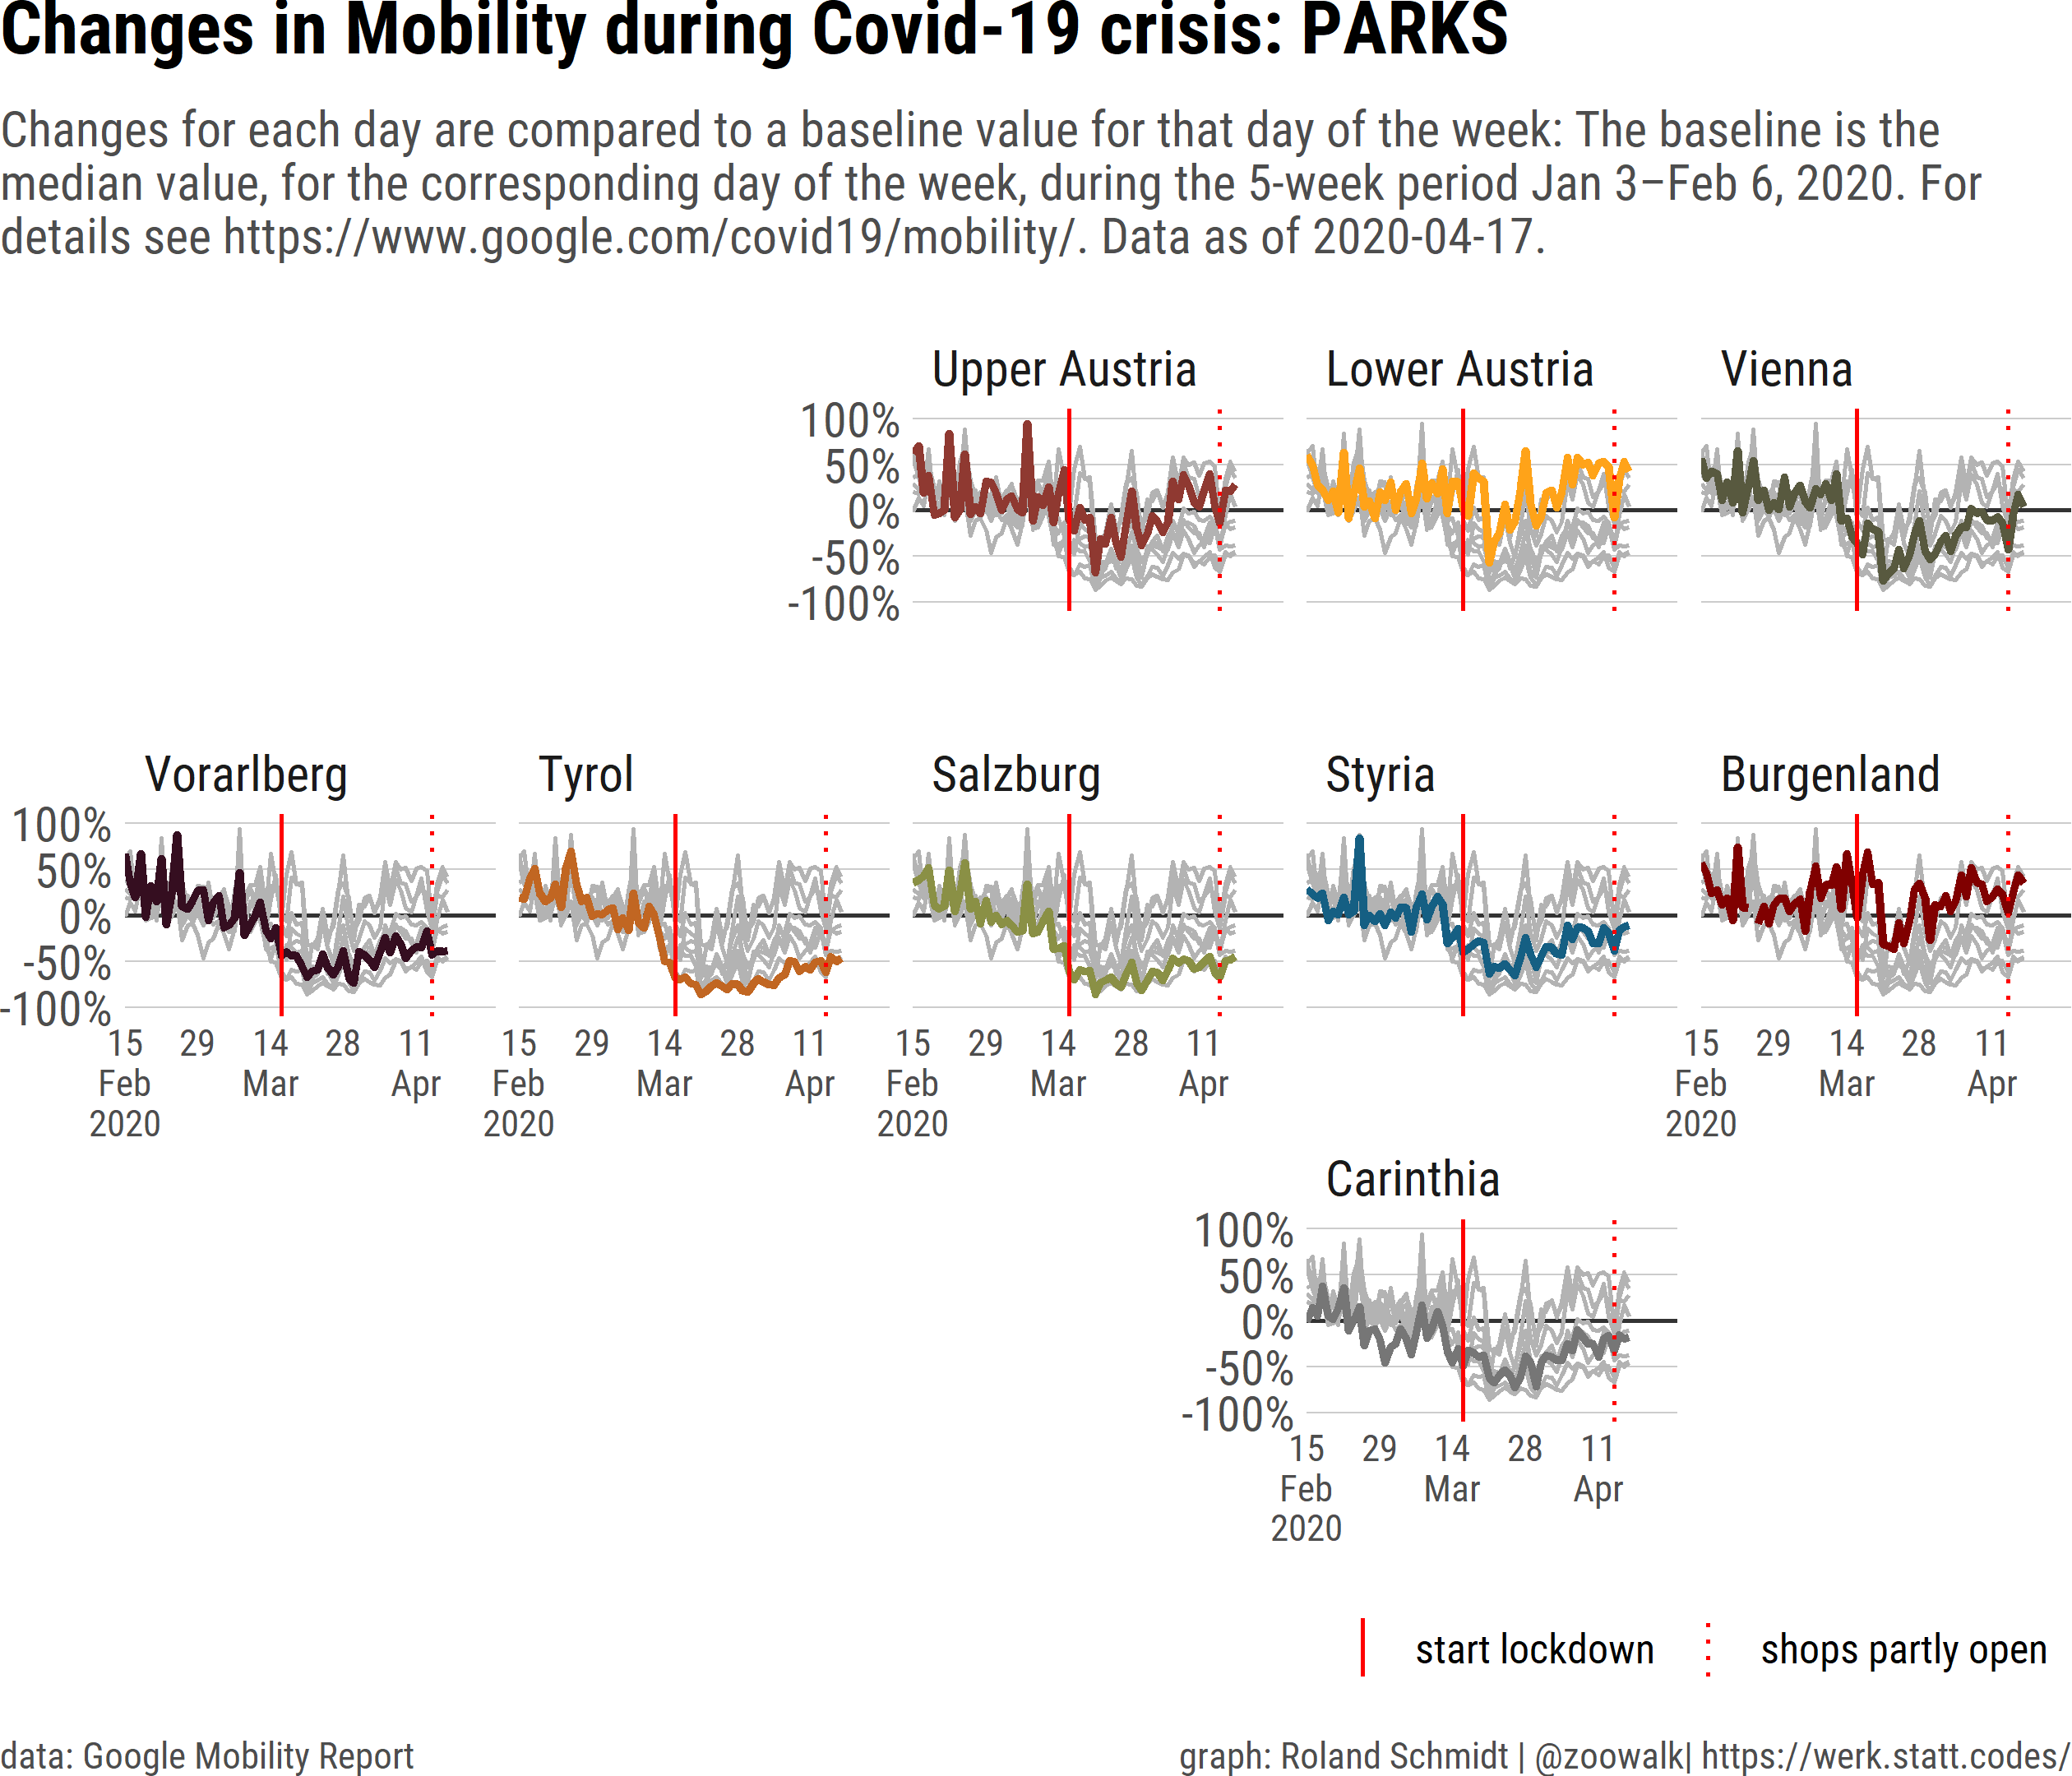 Changes in Mobility during Covid-19 crisis: PARKS
Changes for each day are compared to a baseline value for that day of the week: The baseline is the
median value, for the corresponding day of the week, during the 5-week period Jan 3–Feb 6, 2020. For
details see https://www.google.com/covid19/mobility/. Data as of 2020-04-17.
Upper Austria
Lower Austria
Vienna
100%
50%
0%
-50%
-100%
Vorarlberg
Tyrol
Salzburg
Styria
Burgenland
100%
50%
0%
-50%
-100%
15 29 14 28 11 15 29 14 28 11 15 29 14 28 11 15 29 14 28 11
Feb Mar Apr Feb Mar Apr Feb Mar Apr Feb Mar Apr
2020 2020 2020 2020
Carinthia
100%
50%
0%
-50%
-100%
15 29 14 28 11
Feb Mar Apr
2020
start lockdown
shops partly open
data: Google Mobility Report
graph: Roland Schmidt | @zoowalk| https://werk.statt.codes/